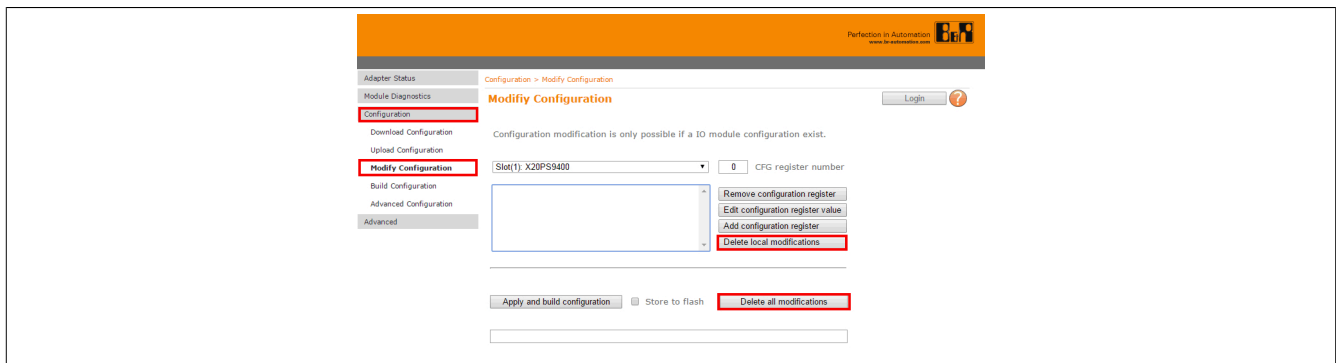 Perfection in Automation
www.br-automation.com
B&R
Adapter Status
Module Diagnostics
Configuration
Download Configuration
Upload Configuration
Modify Configuration
Build Configuration
Advanced Configuration
Advanced
Configuration > Modify Configuration
Modifiy Configuration
Login
?
Configuration modification is only possible if a IO module configuration exist.
Slot(1): X20PS9400
0 CFG register number
Remove configuration register
Edit configuration register value
Add configuration register
Delete local modifications
Apply and build configuration
Store to flash
Delete all modifications